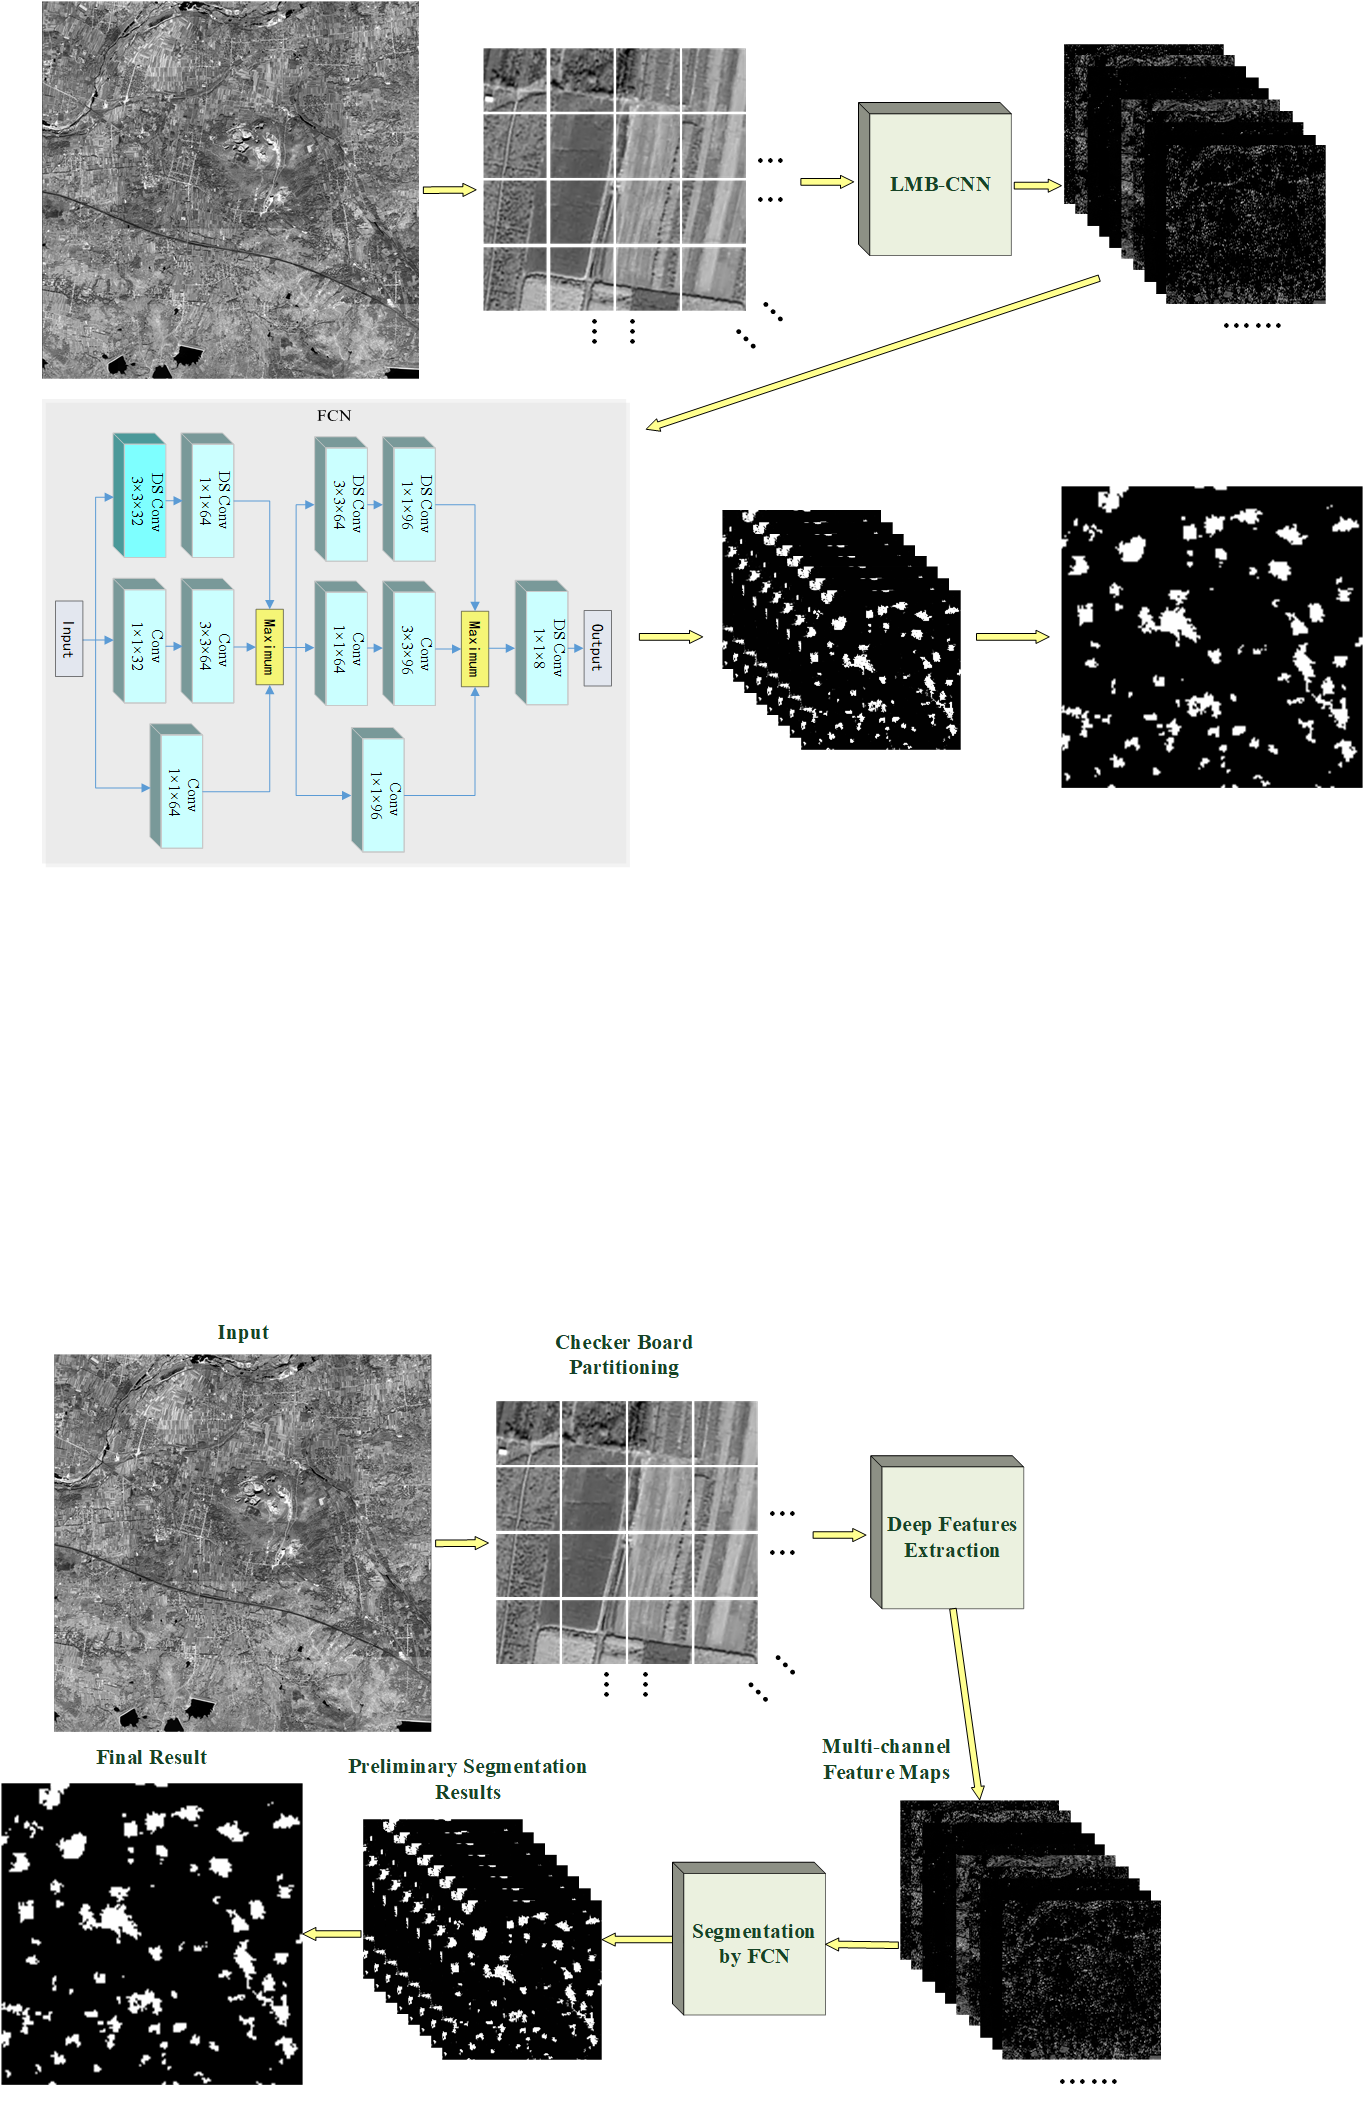 LMB-CNN
FCN
DS Conv
3×3×32
DS Conv
1×1×64
DS Conv
3×3×64
DS Conv
1×1×96
Input
Conv
1×1×32
Conv
3×3×64
Maximum
Conv
1×1×64
Conv
3×3×96
Maximum
DS Conv
1×1×8
Output
Conv
1×1×64
Conv
1×1×96
Input
Checker Board
Partitioning
Deep Features
Extraction
Multi-channel
Feature Maps
Final Result
Preliminary Segmentation
Results
Segmentation
by FCN